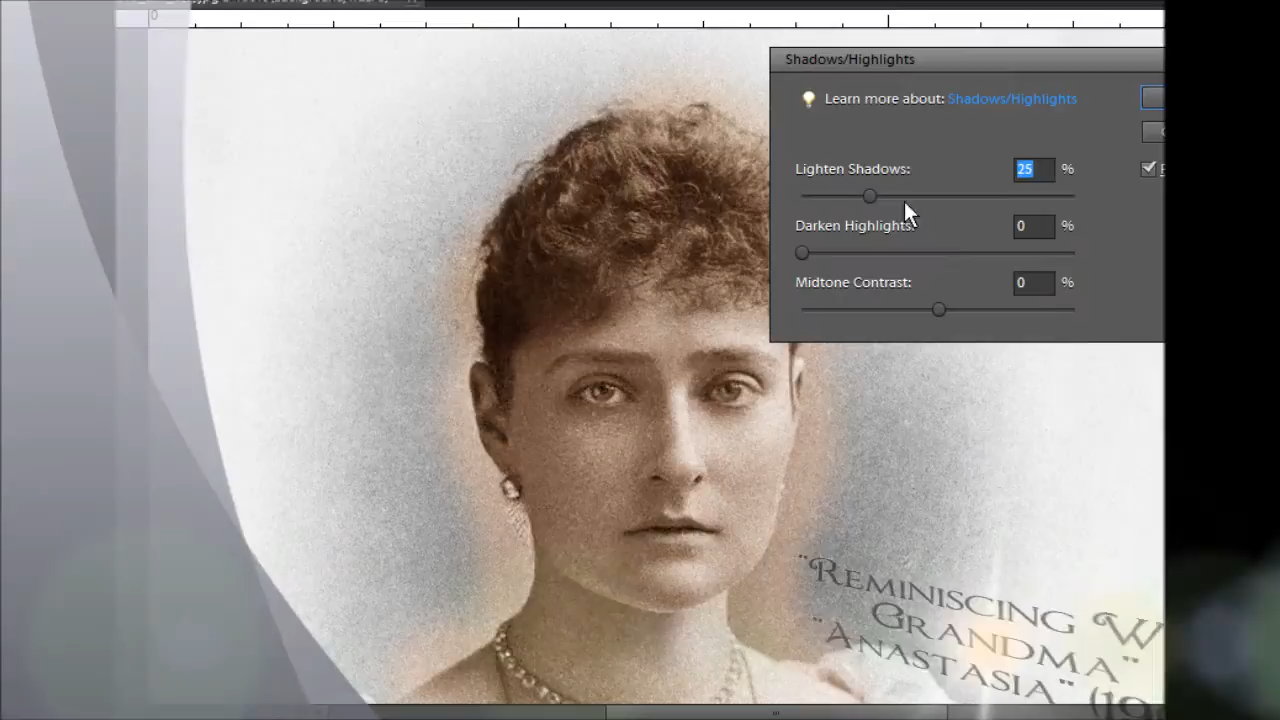 0
Shadows/Highlights
Learn more about: Shadows/Highlights
Lighten Shadows: 25 %
Darken Highlights: 0 %
Midtone Contrast: 0 %
"Reminiscing W
Grandma"
"Anastasia" (19